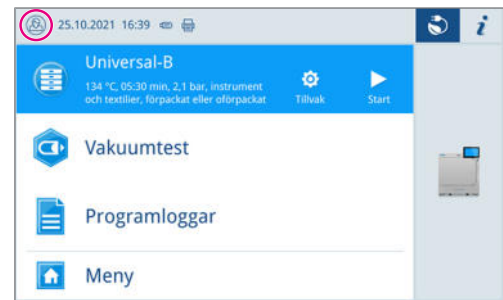 25.10.2021 16:39
i
Universal-B
134 °C, 05:30 min, 2,1 bar, instrument
och textilier, förpackat eller oförpackat
Tillvak
Start
Vakuumtest
Programloggar
Meny